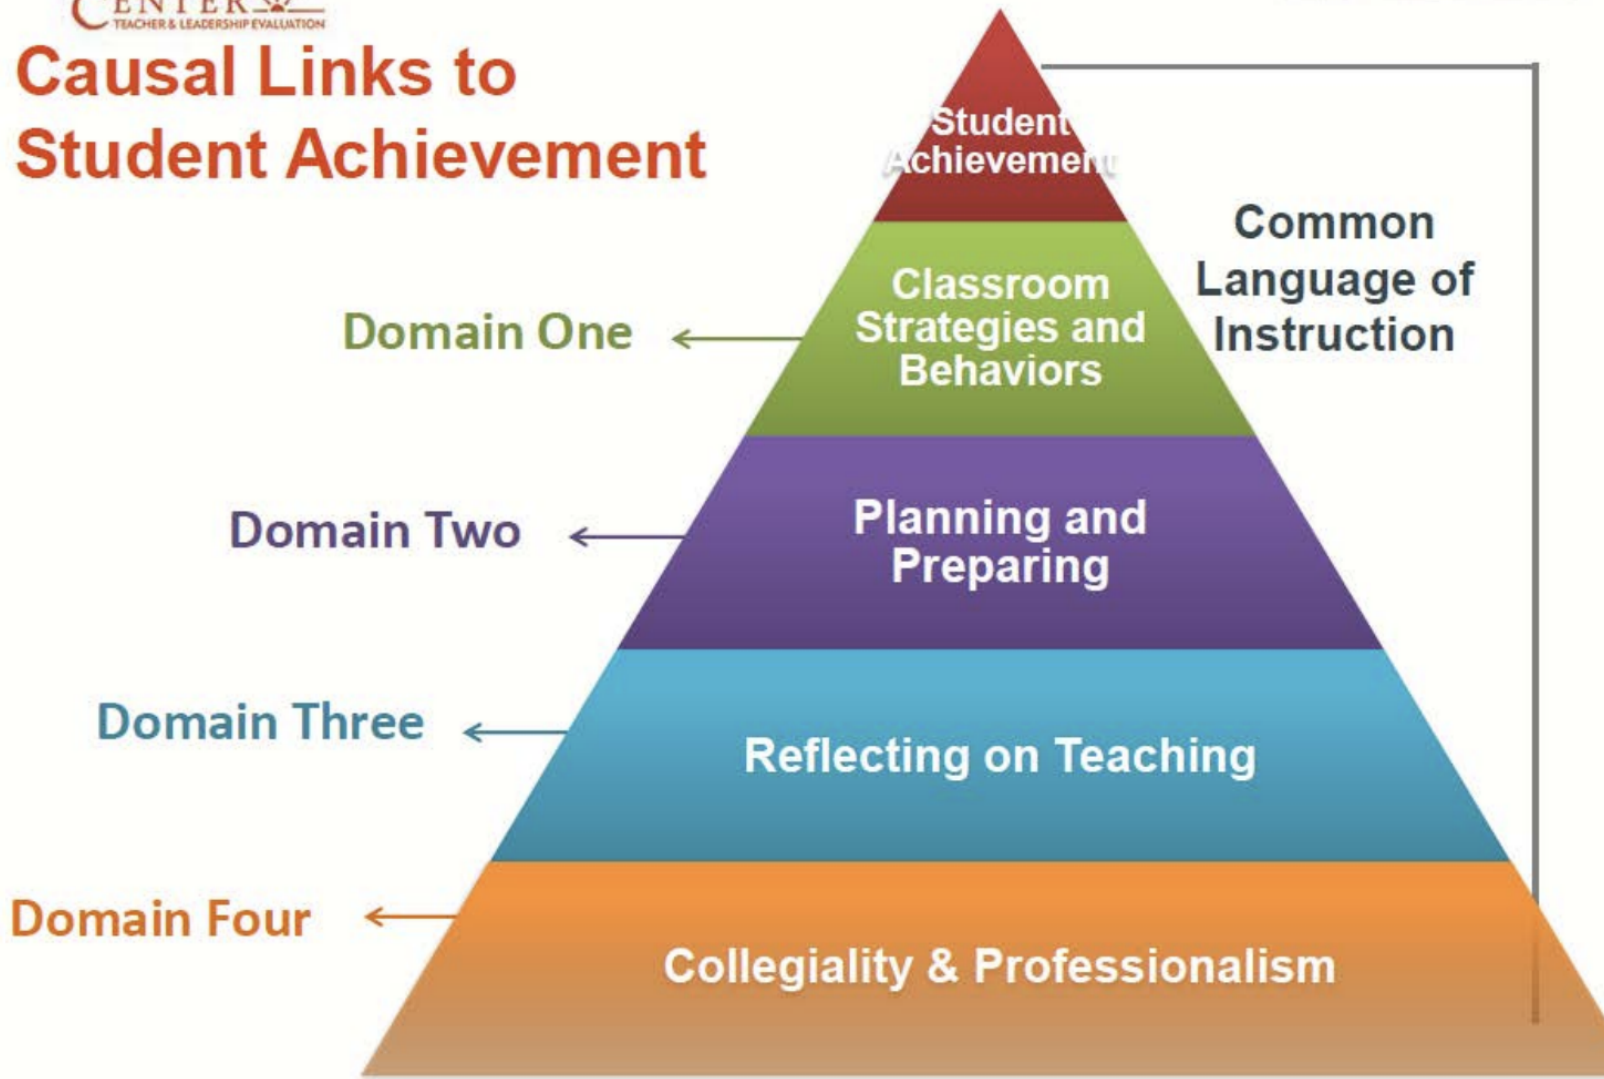 CENTER
TEACHER & LEADERSHIP EVALUATION
Causal Links to
Student Achievement
Student
Achievement
Common
Language of
Instruction
Classroom
Strategies and
Behaviors
Domain One
Planning and
Preparing
Domain Two
Reflecting on Teaching
Domain Three
Collegiality & Professionalism
Domain Four